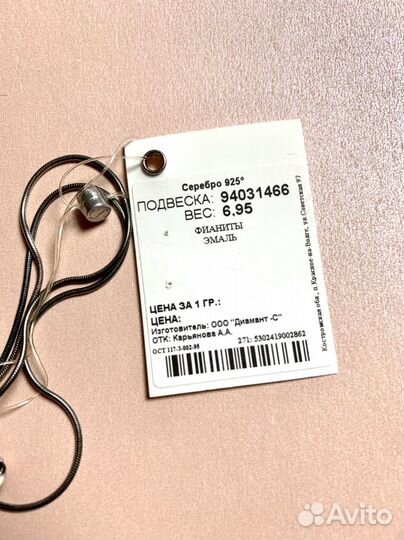 Серебро 925°
ПОДВЕСКА: 94031466
ВЕС: 6,95
ФИАНИТЫ
ЭМАЛЬ
ЦЕНА ЗА 1 ГР.:
ЦЕНА:
Изготовитель: ООО "Диамант -С"
ОТК: Карьянова А.А.
271: 5302419002862
ОСТ 117-3-002-95
Костромская обл., п.Красное-на-Волге, ул.Советская 97
Avito